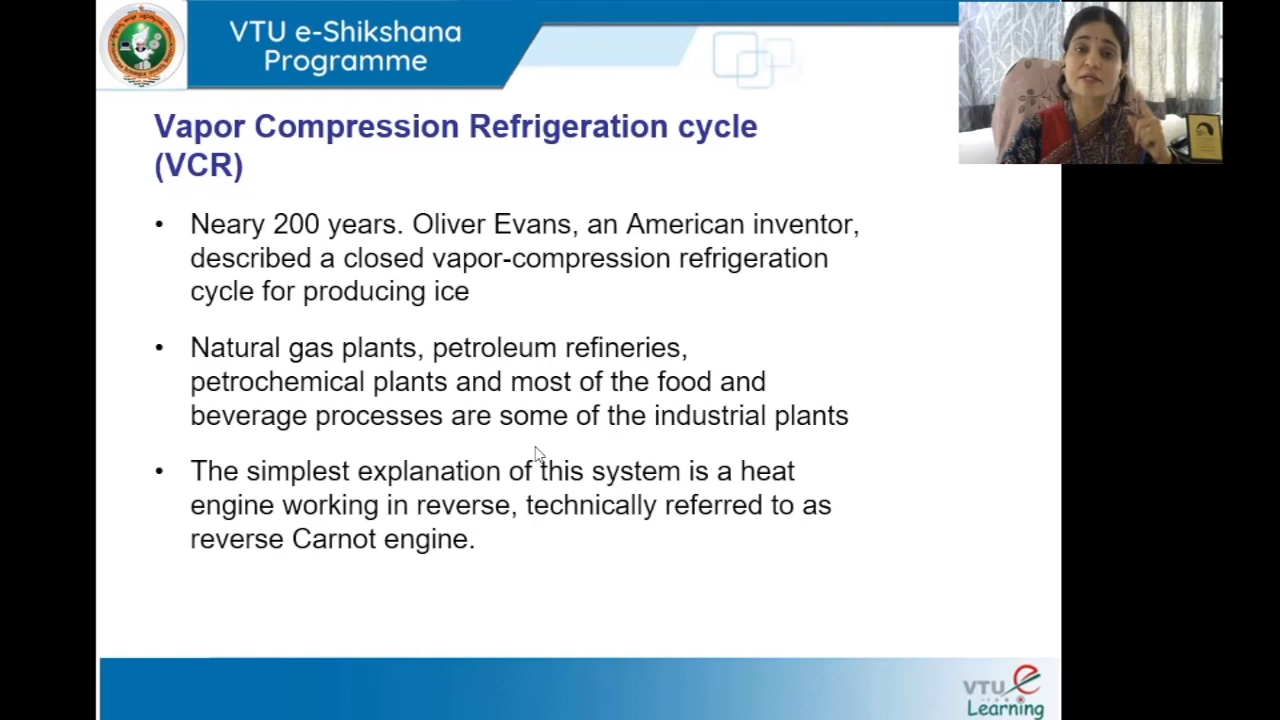 VTU e-Shikshana
Programme
Vapor Compression Refrigeration cycle
(VCR)
• Neary 200 years. Oliver Evans, an American inventor,
described a closed vapor-compression refrigeration
cycle for producing ice
• Natural gas plants, petroleum refineries,
petrochemical plants and most of the food and
beverage processes are some of the industrial plants
• The simplest explanation of this system is a heat
engine working in reverse, technically referred to as
reverse Carnot engine.
VTU e
Learning